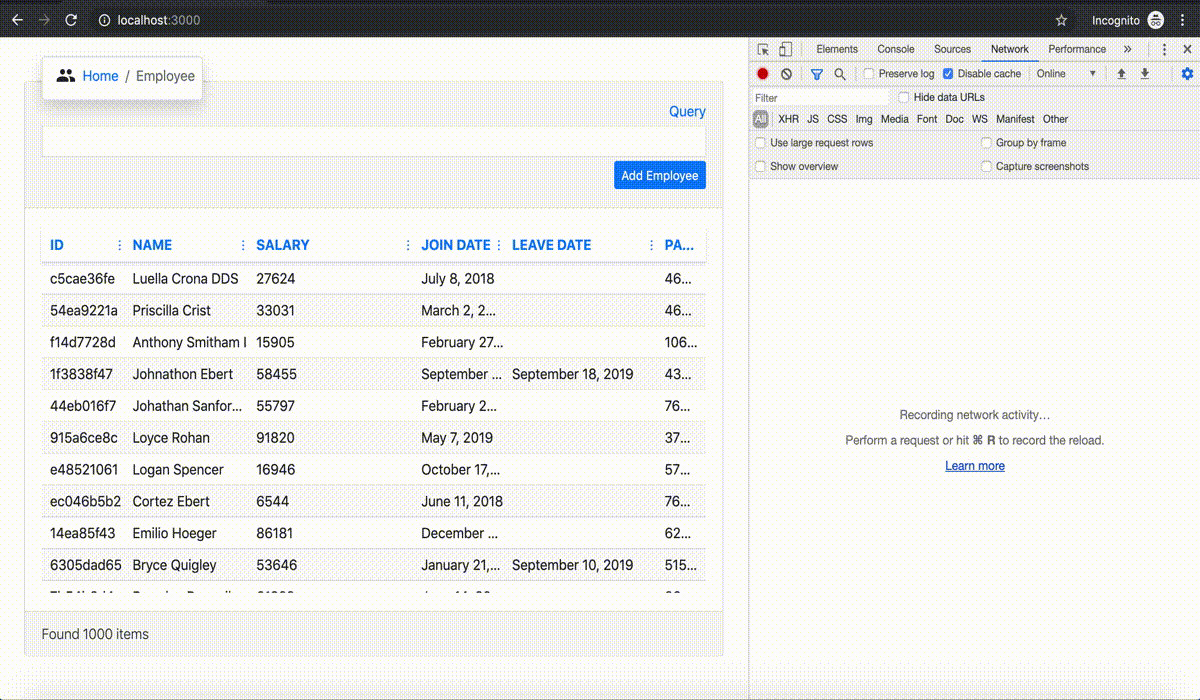 localhost:3000
Incognito
Home / Employee
Query
Add Employee
ID NAME SALARY JOIN DATE LEAVE DATE PA...
c5cae36fe Luella Crona DDS 27624 July 8, 2018 46...
54ea9221a Priscilla Crist 33031 March 2, 2... 46...
f14d7728d Anthony Smitham I 15905 February 27... 106...
1f3838f47 Johnathon Ebert 58455 September ... September 18, 2019 43...
44eb016f7 Johathan Sanfor... 55797 February 2... 76...
915a6ce8c Loyce Rohan 91820 May 7, 2019 37...
e48521061 Logan Spencer 16946 October 17,... 57...
ec046b5b2 Cortez Ebert 6544 June 11, 2018 76...
14ea85f43 Emilio Hoeger 86181 December ... 62...
6305dad65 Bryce Quigley 53646 January 21,... September 10, 2019 515...
Found 1000 items
Elements Console Sources Network Performance »
Preserve log Disable cache Online
Filter Hide data URLs
All XHR JS CSS Img Media Font Doc WS Manifest Other
Use large request rows Group by frame
Show overview Capture screenshots
Recording network activity…
Perform a request or hit ⌘ R to record the reload.
Learn more